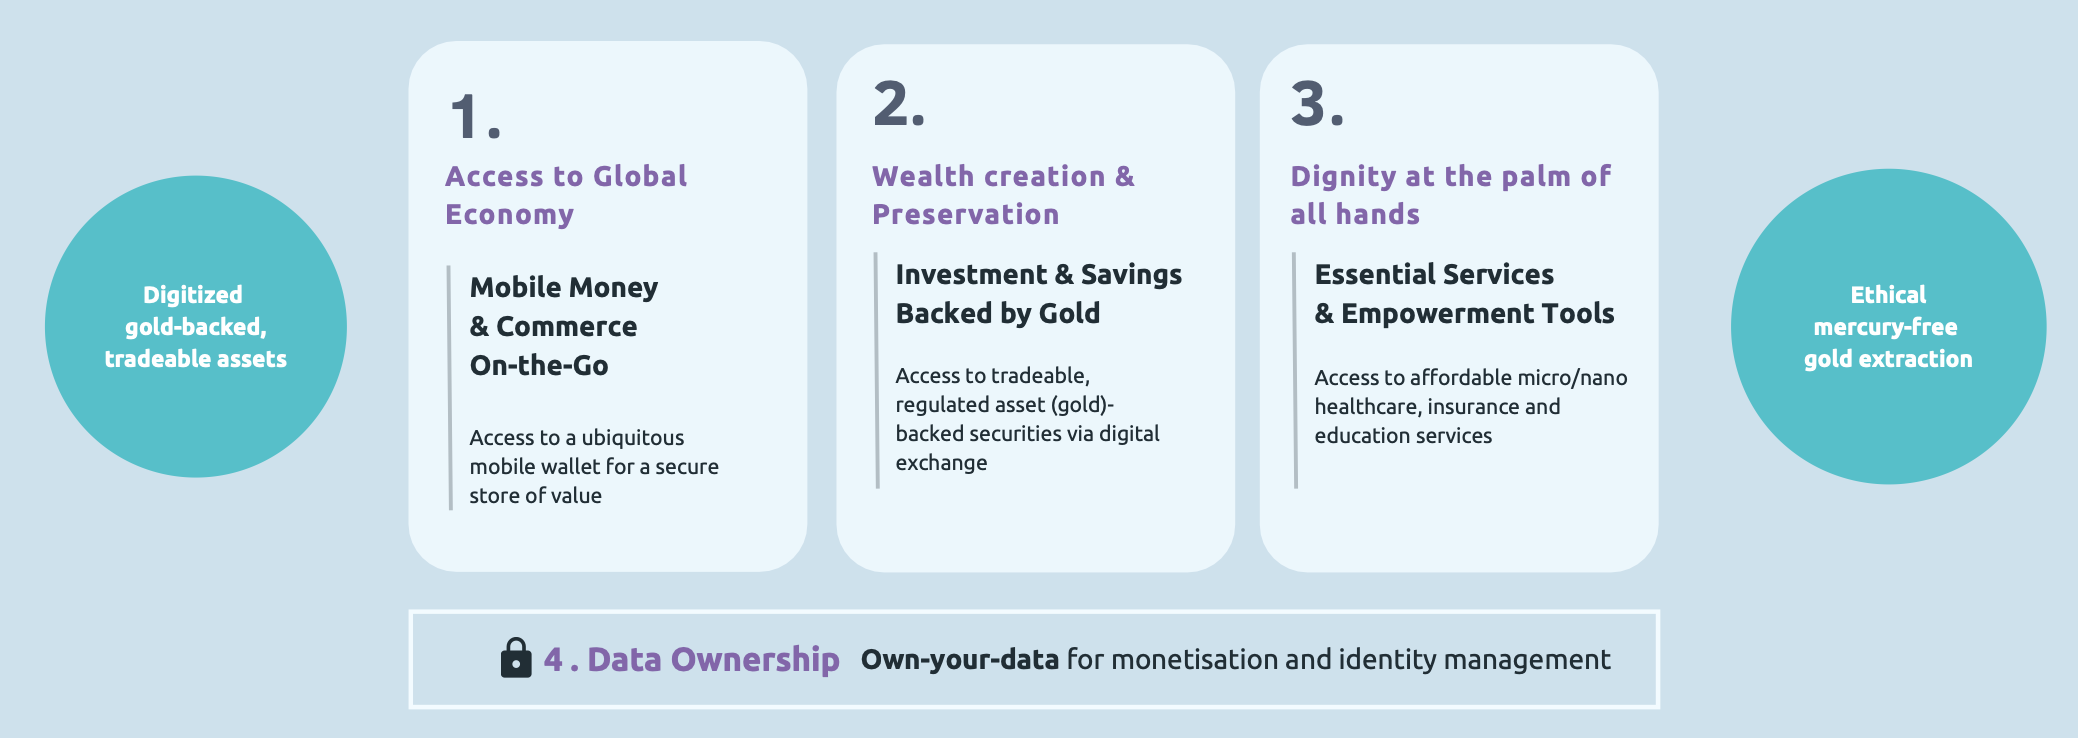 Digitized
gold-backed,
tradeable assets
1.
Access to Global
Economy
Mobile Money
& Commerce
On-the-Go
Access to a ubiquitous
mobile wallet for a secure
store of value
2.
Wealth creation &
Preservation
Investment & Savings
Backed by Gold
Access to tradeable,
regulated asset (gold)-
backed securities via digital
exchange
3.
Dignity at the palm of
all hands
Essential Services
& Empowerment Tools
Access to affordable micro/nano
healthcare, insurance and
education services
Ethical
mercury-free
gold extraction
4 . Data Ownership Own-your-data for monetisation and identity management